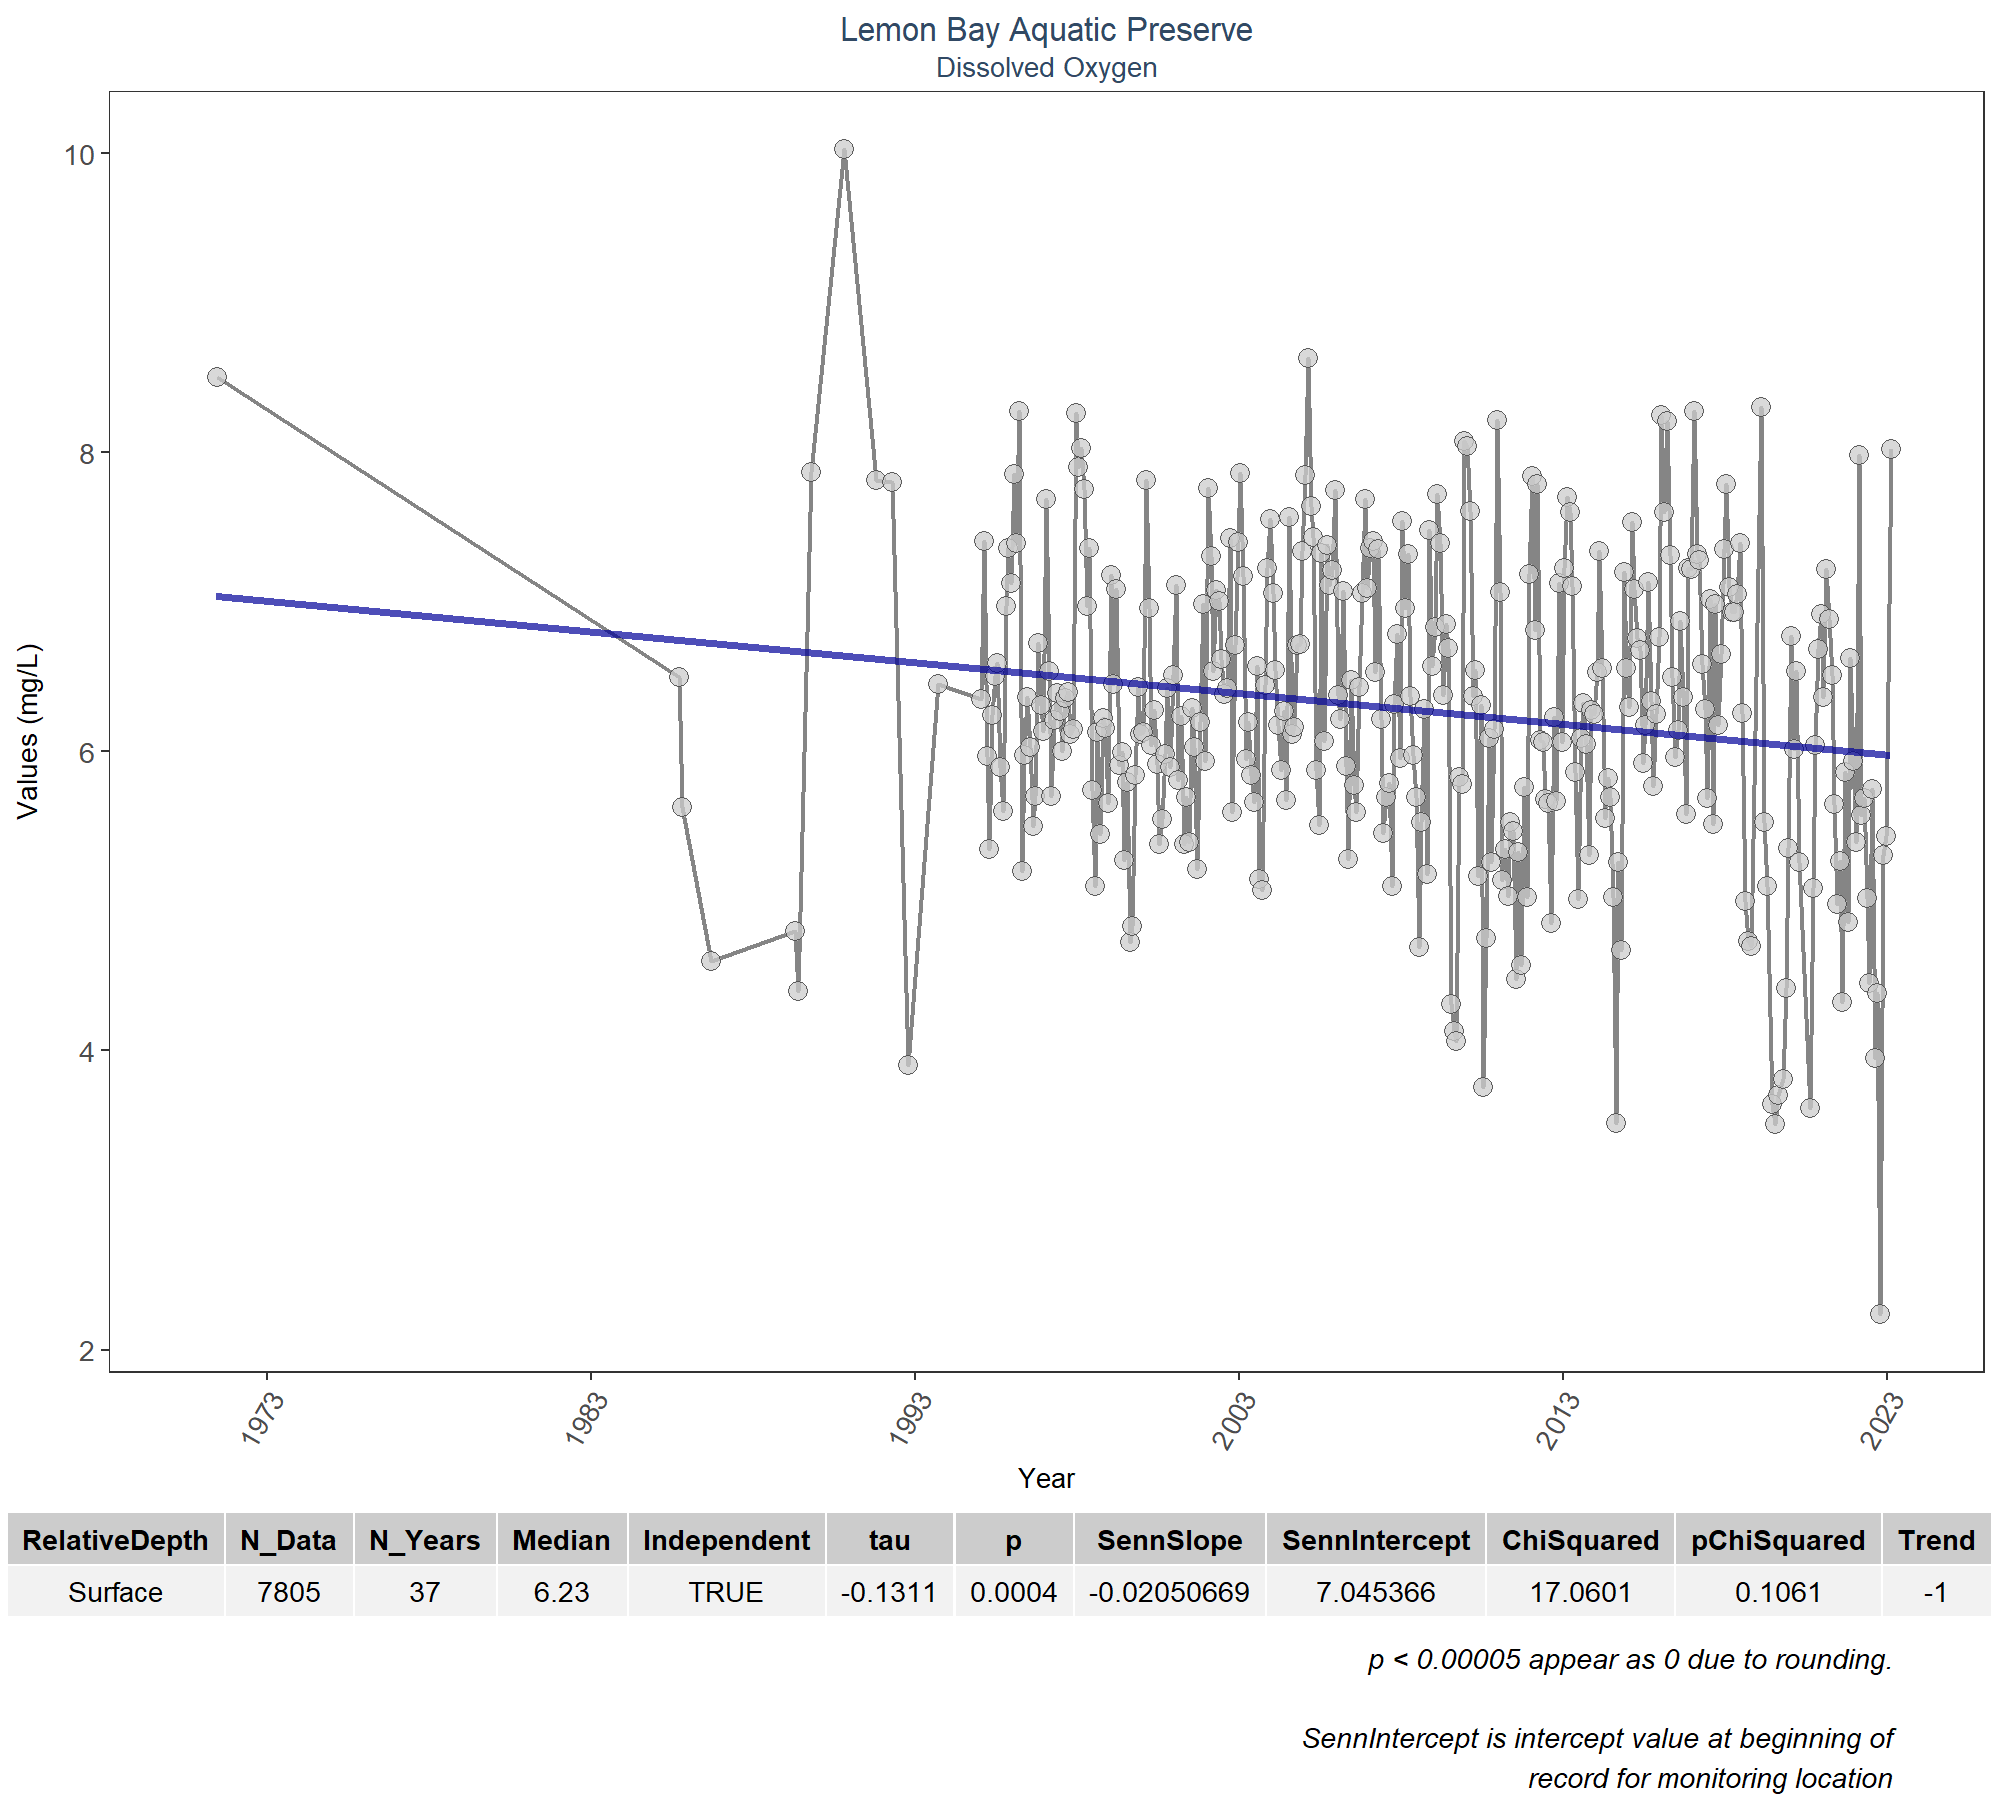 Lemon Bay Aquatic Preserve
Dissolved Oxygen
10
8
6
4
2
Values (mg/L)
1973 1983 1993 2003 2013 2023
Year
RelativeDepth N_Data N_Years Median Independent tau p SennSlope SennIntercept ChiSquared pChiSquared Trend
Surface 7805 37 6.23 TRUE -0.1311 0.0004 -0.02050669 7.045366 17.0601 0.1061 -1
p < 0.00005 appear as 0 due to rounding.
SennIntercept is intercept value at beginning of
record for monitoring location